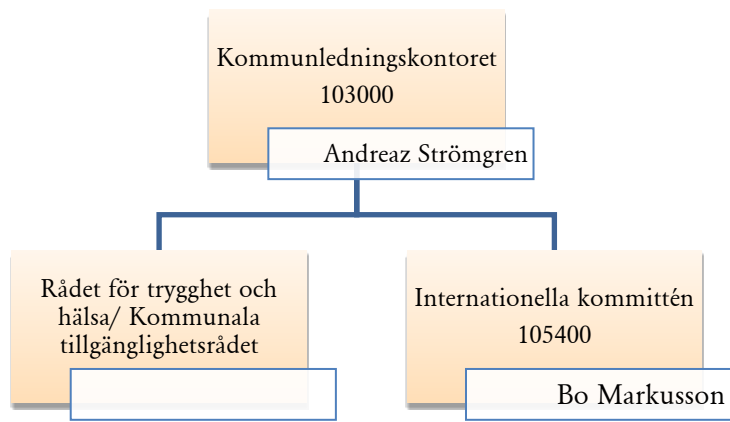 Kommunledningskontoret
103000
Andreaz Strömgren
Rådet för trygghet och
hälsa/ Kommunala
tillgänglighetsrådet
Internationella kommittén
105400
Bo Markusson